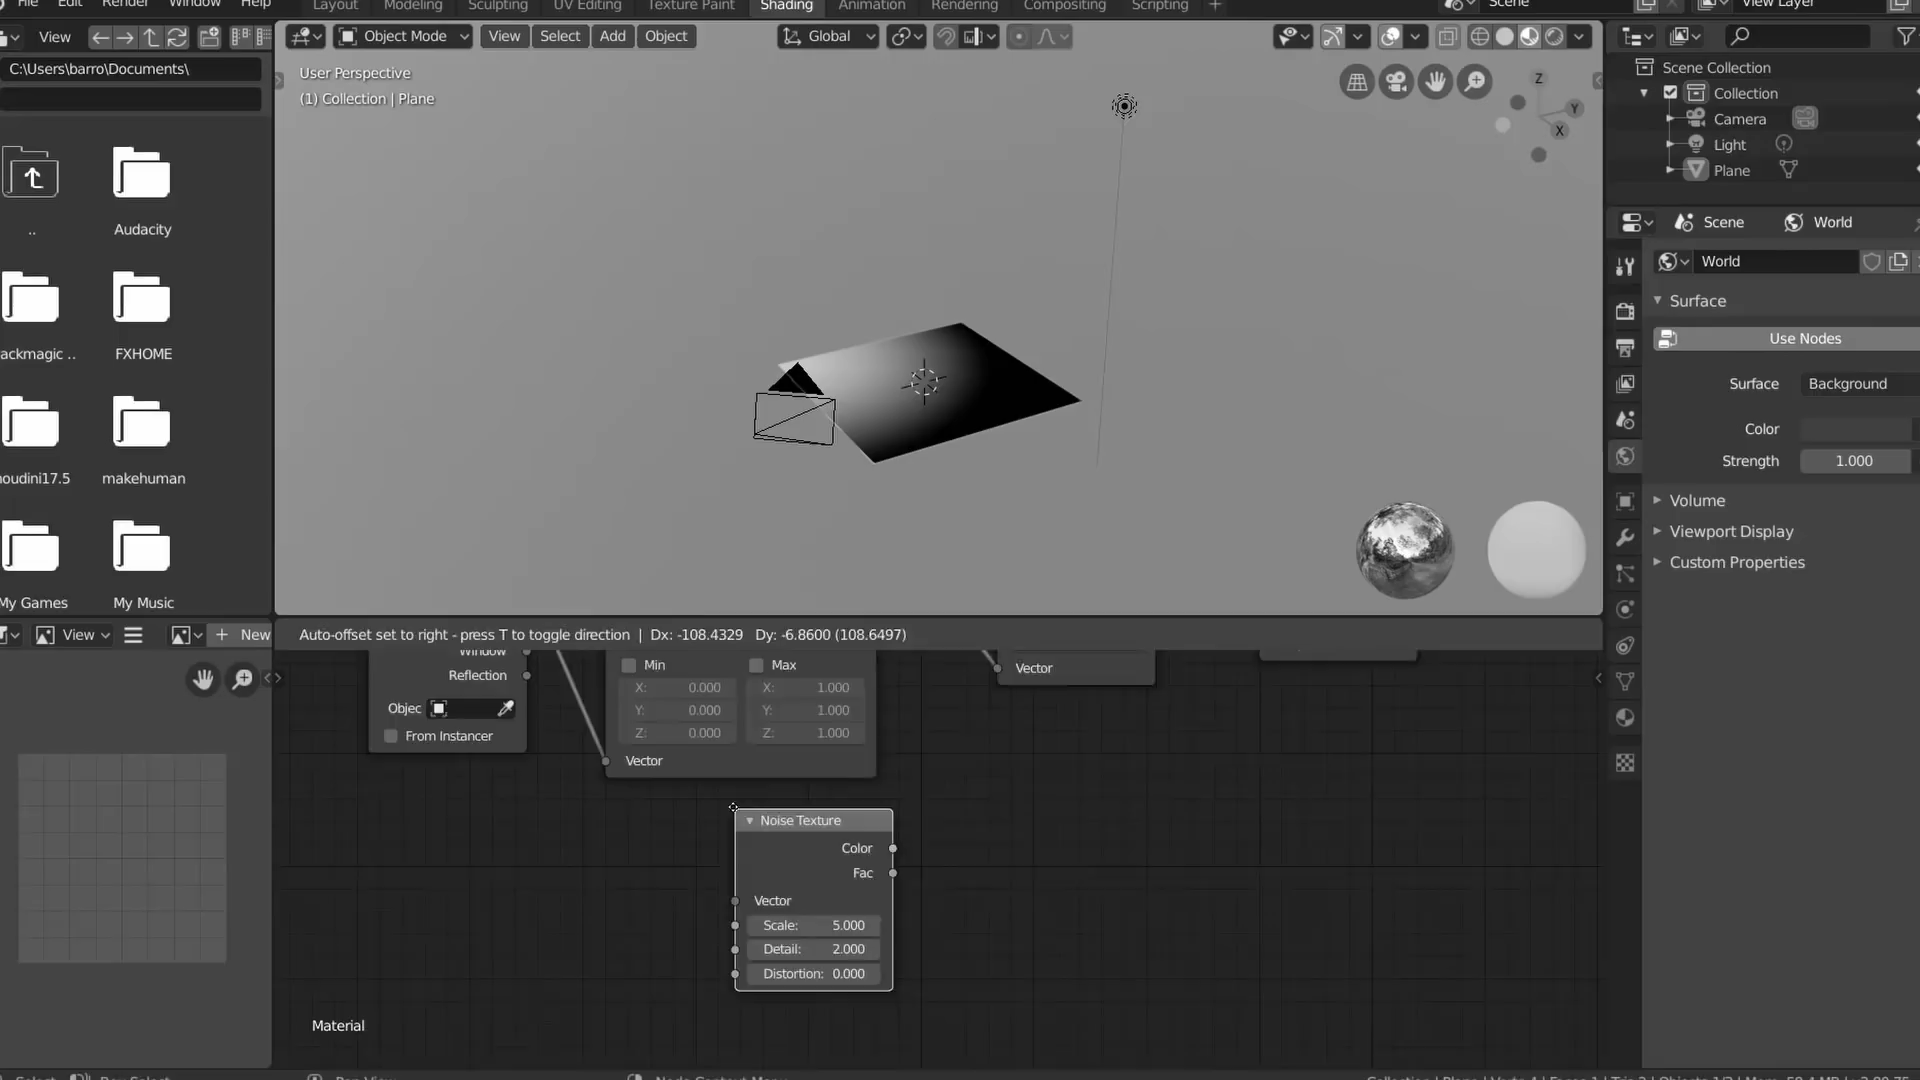 File Edit Render Window Help
Layout Modeling Sculpting UV Editing Texture Paint Shading Animation Rendering Compositing Scripting +
Scene View Layer
View
Object Mode View Select Add Object Global
C:\Users\barro\Documents\
User Perspective
(1) Collection | Plane
Z
Y
X
Scene Collection
Collection
Camera
Light
Plane
..
Audacity
ackmagic ..
FXHOME
oudini17.5
makehuman
My Games
My Music
Scene World
World
Surface
Use Nodes
Surface Background
Color
Strength 1.000
Volume
Viewport Display
Custom Properties
View + New
Auto-offset set to right - press T to toggle direction | Dx: -108.4329 Dy: -6.8600 (108.6497)
Window
Reflection
Objec
From Instancer
Min Max
X: 0.000 X: 1.000
Y: 0.000 Y: 1.000
Z: 0.000 Z: 1.000
Vector
Vector
Noise Texture
Color
Fac
Vector
Scale: 5.000
Detail: 2.000
Distortion: 0.000
Material